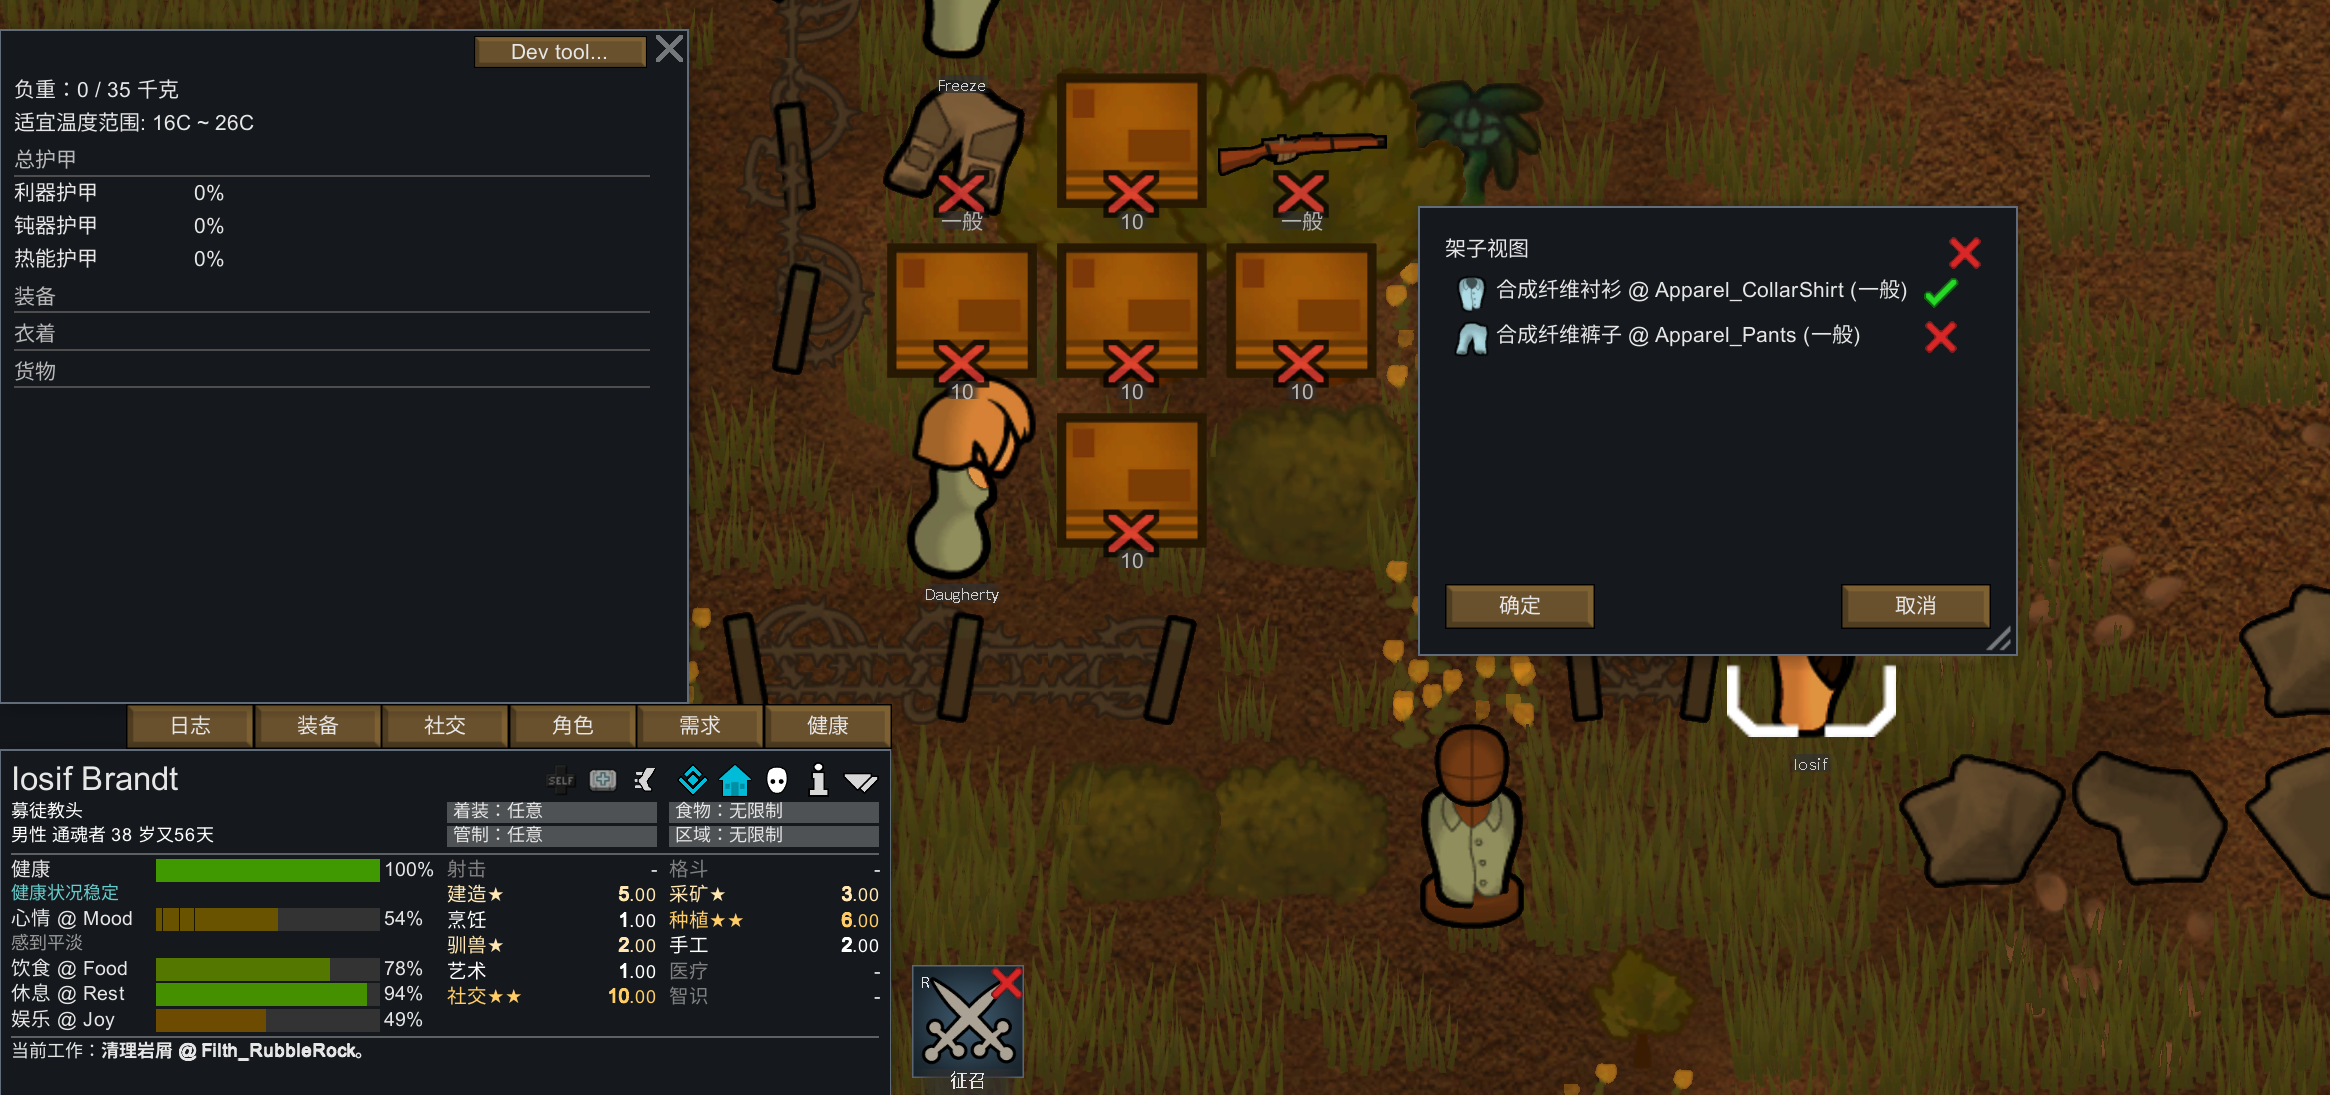 Dev tool...
负重：0 / 35 千克
适宜温度范围: 16C ~ 26C
总护甲
利器护甲 0%
钝器护甲 0%
热能护甲 0%
装备
衣着
货物
Freeze
一般
10
一般
10
10
10
Daugherty
10
架子视图
合成纤维衬衫 @ Apparel_CollarShirt (一般)
合成纤维裤子 @ Apparel_Pants (一般)
确定 取消
Iosif
日志 装备 社交 角色 需求 健康
Iosif Brandt
SELF
募徒教头
着装：任意 食物：无限制
男性 通魂者 38 岁又56天
管制：任意 区域：无限制
健康 100%
健康状况稳定
心情 @ Mood 54%
感到平淡
饮食 @ Food 78%
休息 @ Rest 94%
娱乐 @ Joy 49%
射击 - 格斗 -
建造★ 5.00 采矿★ 3.00
烹饪 1.00 种植★★ 6.00
驯兽★ 2.00 手工 2.00
艺术 1.00 医疗 -
社交★★ 10.00 智识 -
当前工作：清理岩屑 @ Filth_RubbleRock。
R
征召